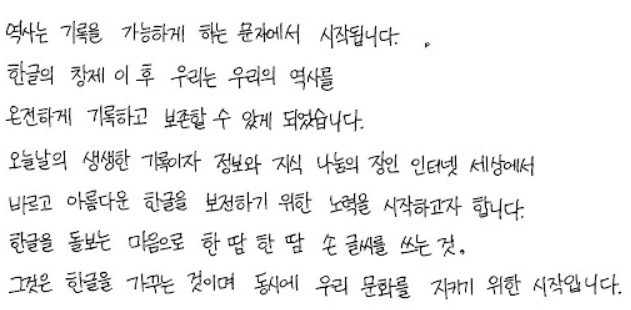 역사는 기록을 가능하게 하는 문자에서 시작됩니다.
한글의 창제 이 후 우리는 우리의 역사를
온전하게 기록하고 보존할 수 있게 되었습니다.
오늘날의 생생한 기록이자 정보와 지식 나눔의 장인 인터넷 세상에서
바르고 아름다운 한글을 보전하기 위한 노력을 시작하고자 합니다.
한글을 돌보는 마음으로 한 땀 한 땀 손 글씨를 쓰는 것.
그것은 한글을 가꾸는 것이며 동시에 우리 문화를 지키기 위한 시작입니다.